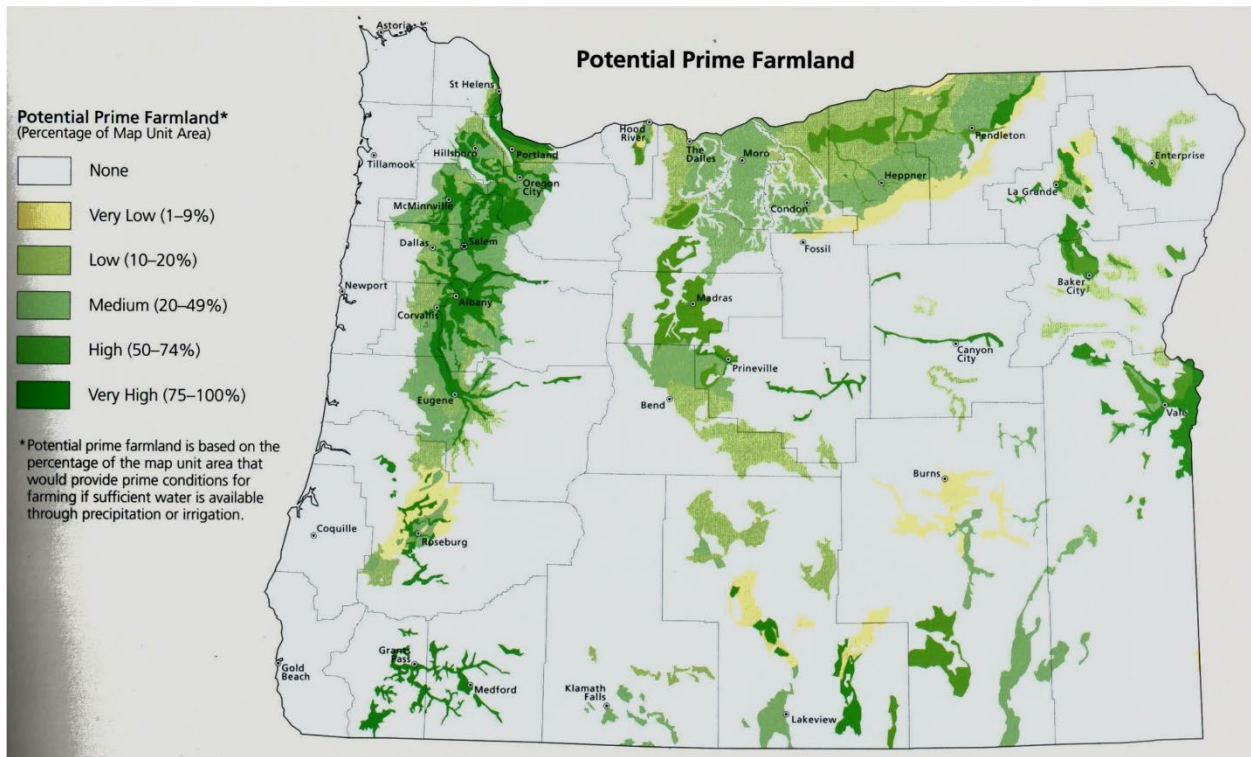 Potential Prime Farmland
Potential Prime Farmland*
(Percentage of Map Unit Area)
None
Very Low (1–9%)
Low (10–20%)
Medium (20–49%)
High (50–74%)
Very High (75–100%)
*Potential prime farmland is based on the
percentage of the map unit area that
would provide prime conditions for
farming if sufficient water is available
through precipitation or irrigation.
Astoria
St Helens
Hood
River
The
Dalles
Moro
Pendleton
Hillsboro
Portland
Tillamook
Oregon
City
Heppner
Enterprise
La Grande
McMinnville
Condon
Dallas
Salem
Fossil
Newport
Albany
Corvallis
Madras
Baker
City
Canyon
City
Prineville
Eugene
Bend
Vale
Burns
Coquille
Roseburg
Gold
Beach
Grants
Pass
Medford
Klamath
Falls
Lakeview